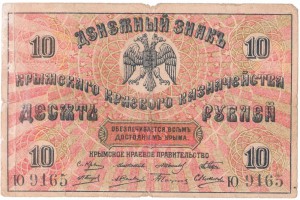 ДЕНЕЖНЫЙ ЗНАКЪ
10 10
КРЫМСКАГО КРАЕВОГО КАЗНАЧЕЙСТВА
ДЕСЯТЬ РУБЛЕЙ
ОБЕЗПЕЧИВАЕТСЯ ВСѢМЪ
ДОСТОЯНІЕМЪ КРЫМА.
КРЫМСКОЕ КРАЕВОЕ ПРАВИТЕЛЬСТВО
10 10
Ю 9165 Ю 9165